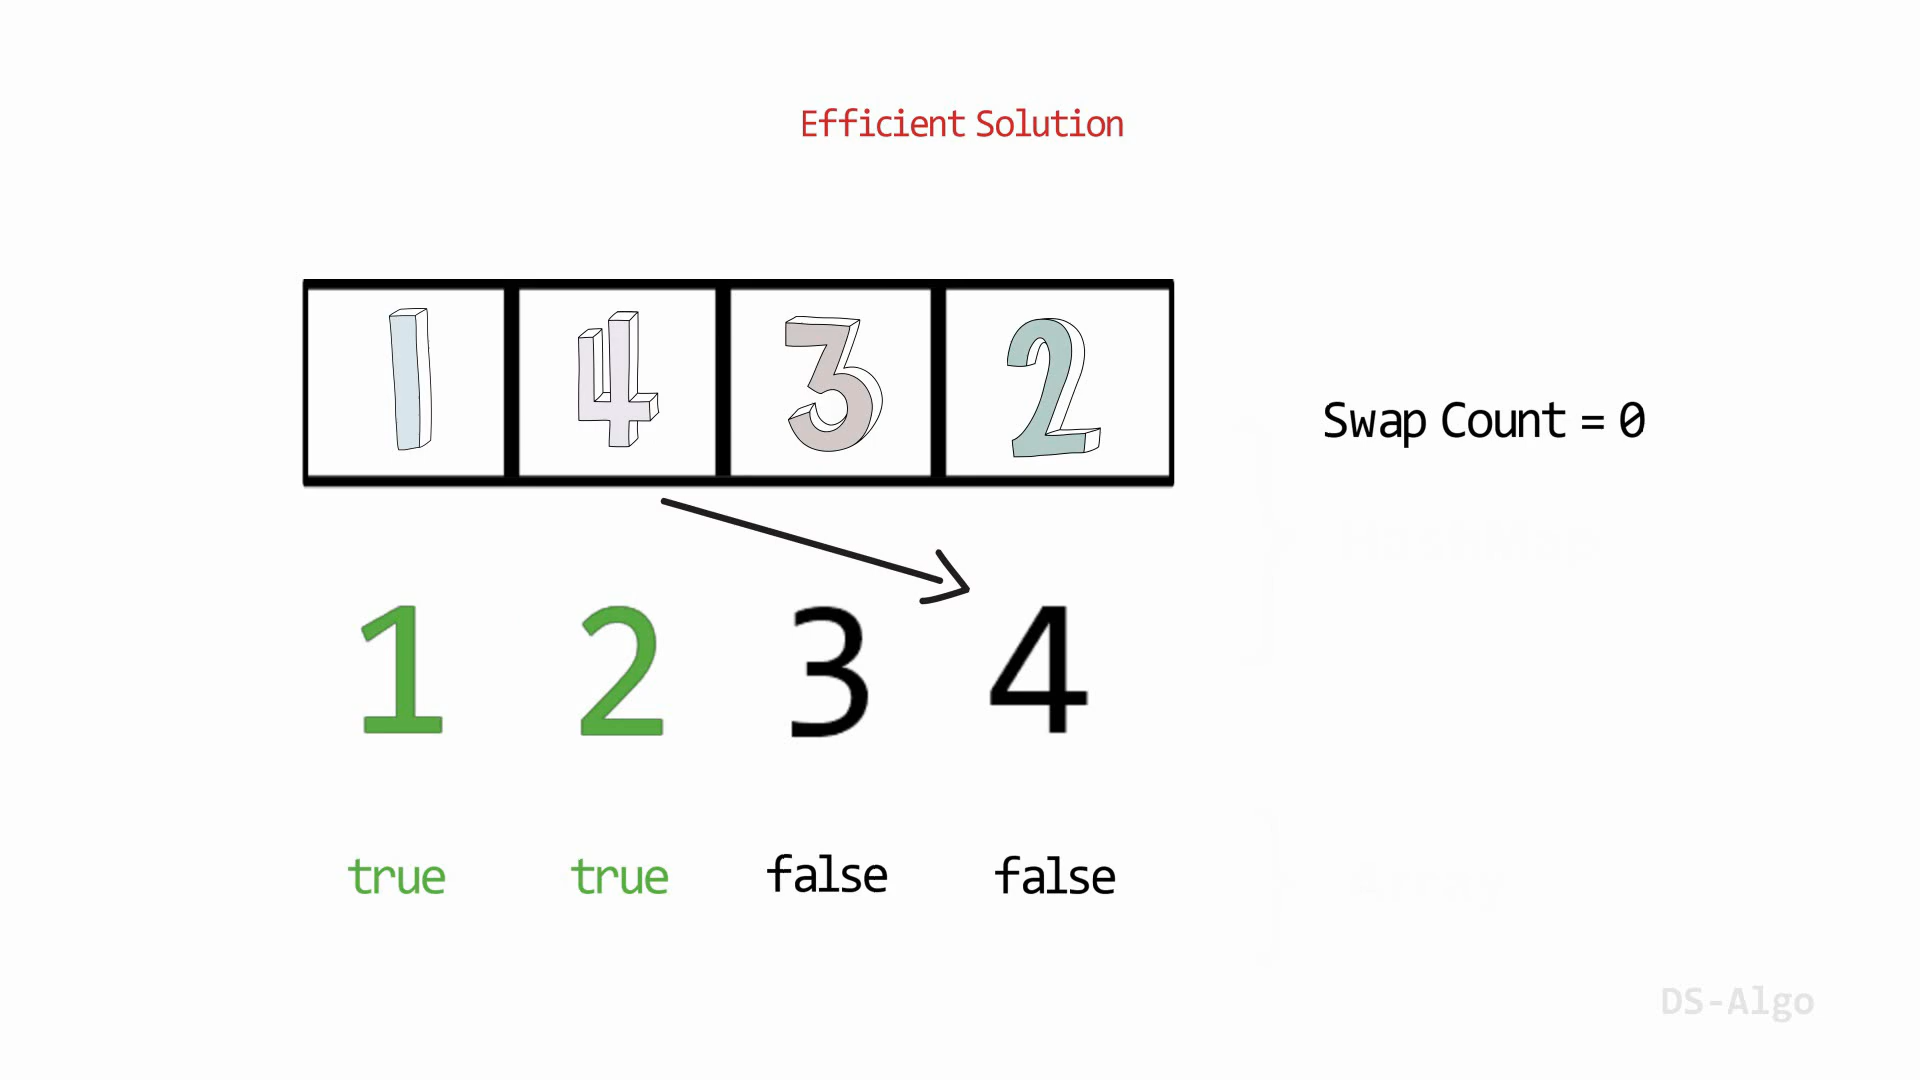 Efficient Solution
1 4 3 2
Swap Count = 0
1 2 3 4
true true false false
DS-Algo